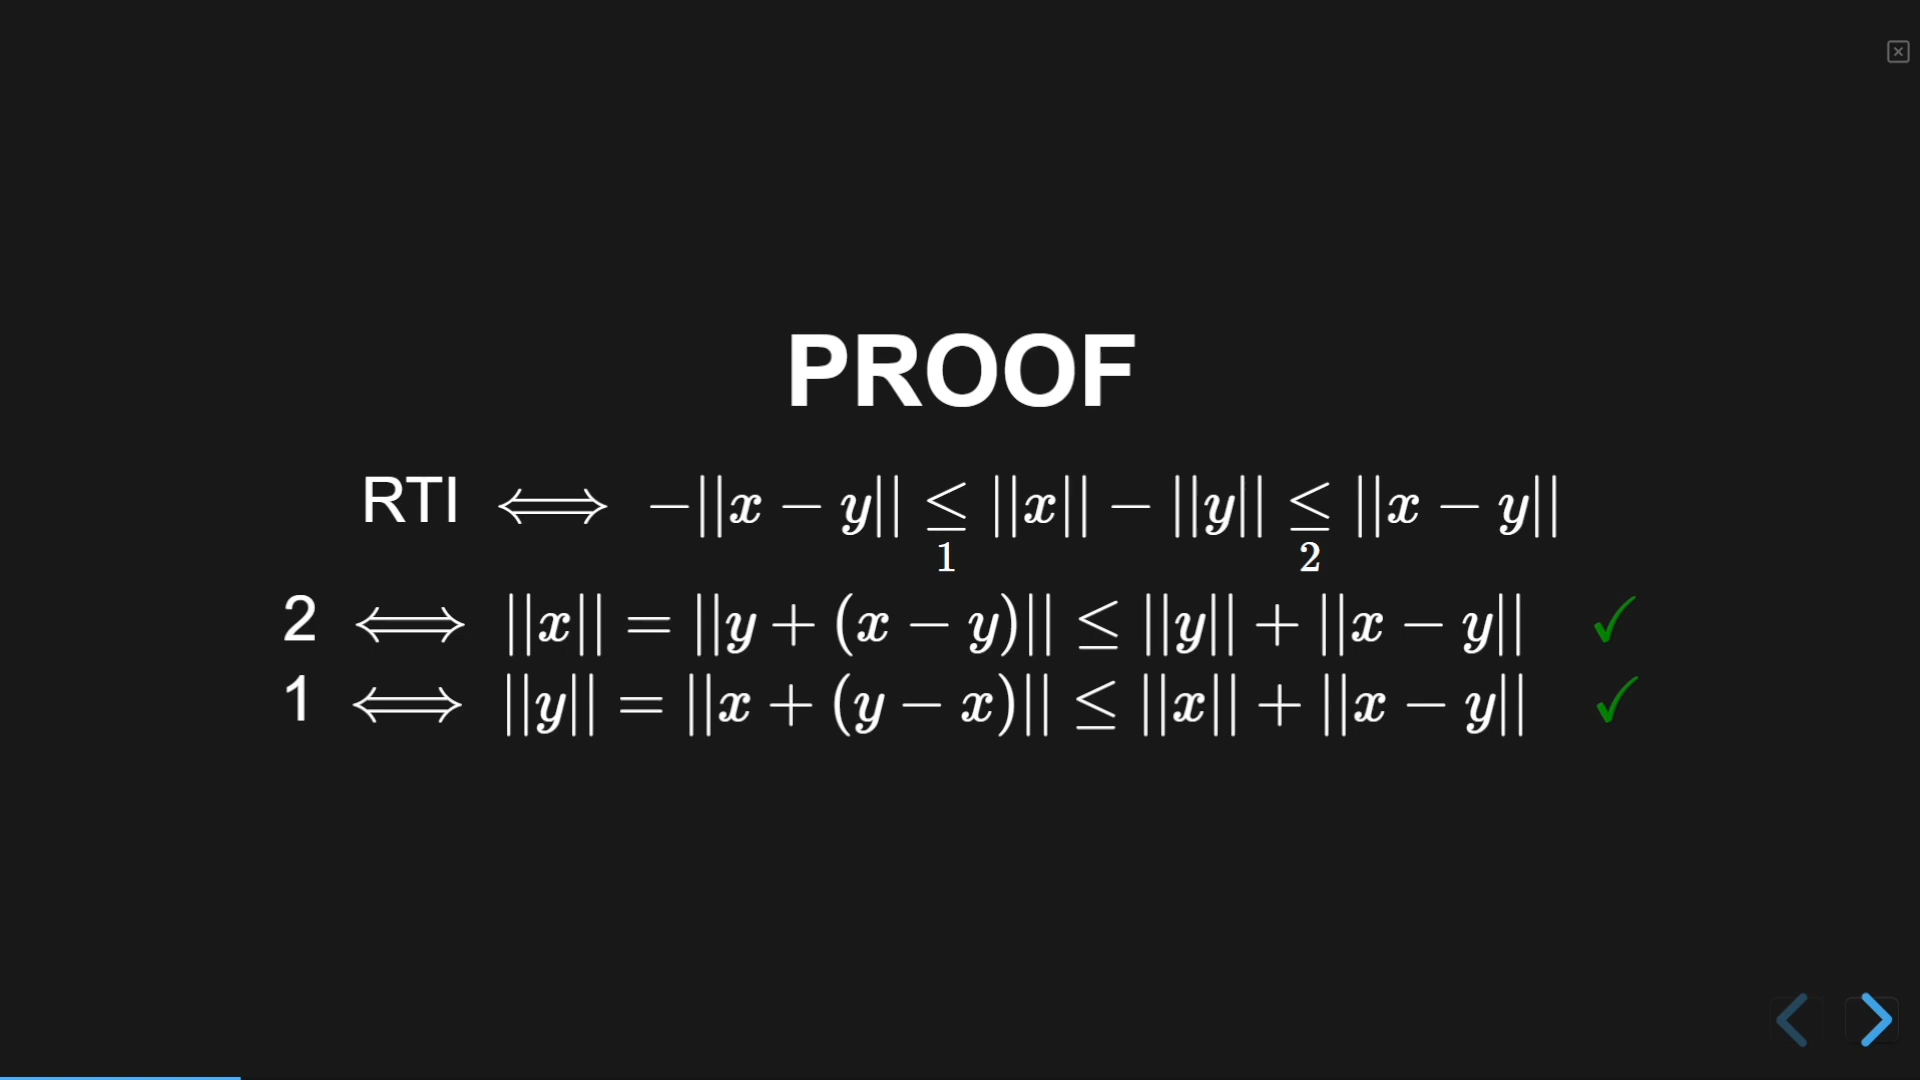 PROOF
RTI ⟺ −||x − y|| ≤₁ ||x|| − ||y|| ≤₂ ||x − y||
2 ⟺ ||x|| = ||y + (x − y)|| ≤ ||y|| + ||x − y|| ✓
1 ⟺ ||y|| = ||x + (y − x)|| ≤ ||x|| + ||x − y|| ✓